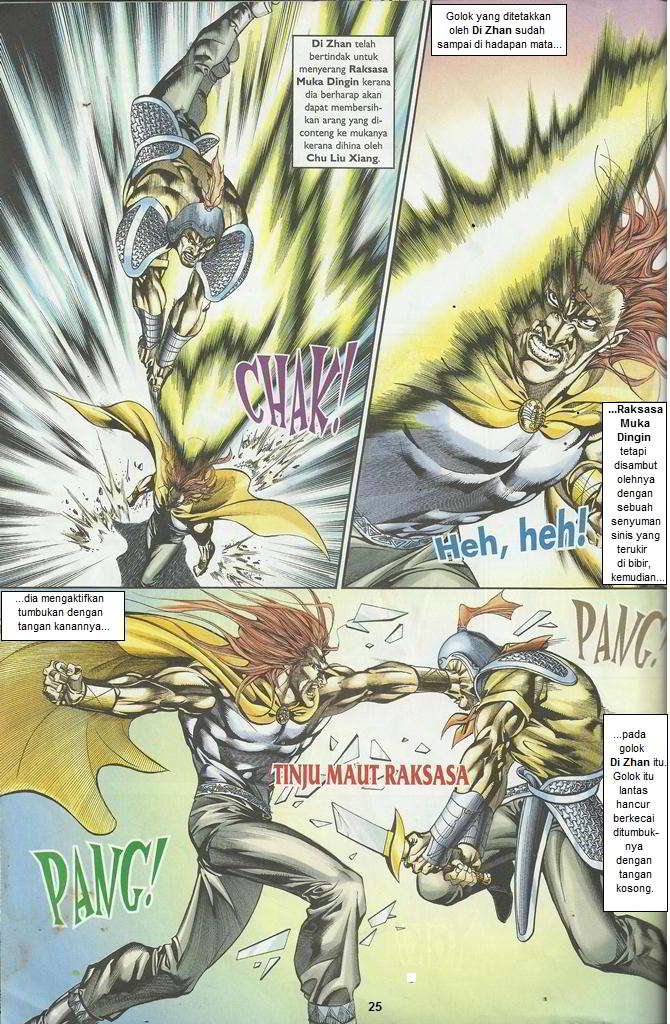 Di Zhan telah
bertindak untuk
menyerang Raksasa
Muka Dingin kerana
dia berharap akan
dapat membersih-
kan arang yang di-
conteng ke mukanya
kerana dihina oleh
Chu Liu Xiang.
CHAK!
Golok yang ditetakkan
oleh Di Zhan sudah
sampai di hadapan mata...
...Raksasa
Muka
Dingin
tetapi
disambut
olehnya
dengan
sebuah
senyuman
sinis yang
terukir
di bibir,
kemudian...
Heh, heh!
...dia mengaktifkan
tumbukan dengan
tangan kanannya...
PANG!
TINJU MAUT RAKSASA
...pada
golok
Di Zhan itu.
Golok itu
lantas
hancur
berkecai
ditumbuk-
nya
dengan
tangan
kosong.
PANG!
25